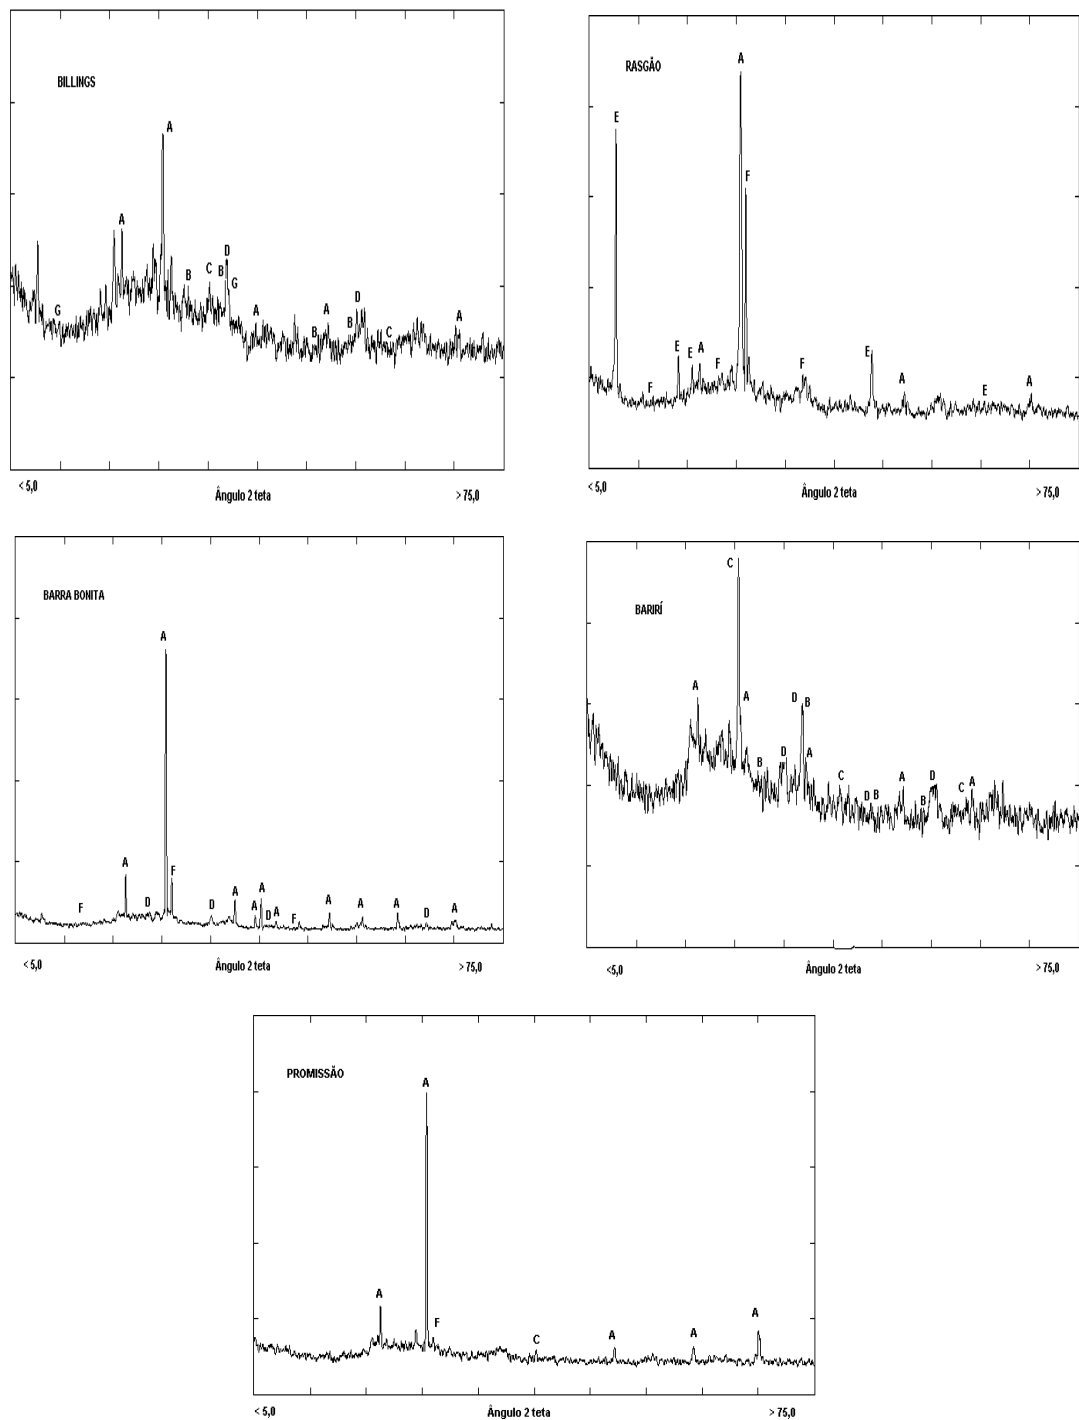 BILLINGS
A
A
D
C
B
B
G
G
A
B
A
B
D
C
A
< 5,0
Ângulo 2 teta
> 75,0
RASGÃO
A
E
F
E
E
A
F
F
F
E
A
E
A
< 5,0
Ângulo 2 teta
> 75,0
BARRA BONITA
A
A
F
F
D
D
A
A
A
D
A
F
A
A
A
D
A
< 5,0
Ângulo 2 teta
> 75,0
BARIRÍ
C
A
A
D
B
B
D
A
C
D
B
A
B
D
C
A
<5,0
Ângulo 2 teta
> 75,0
PROMISSÃO
A
A
F
C
A
A
A
< 5,0
Ângulo 2 teta
> 75,0